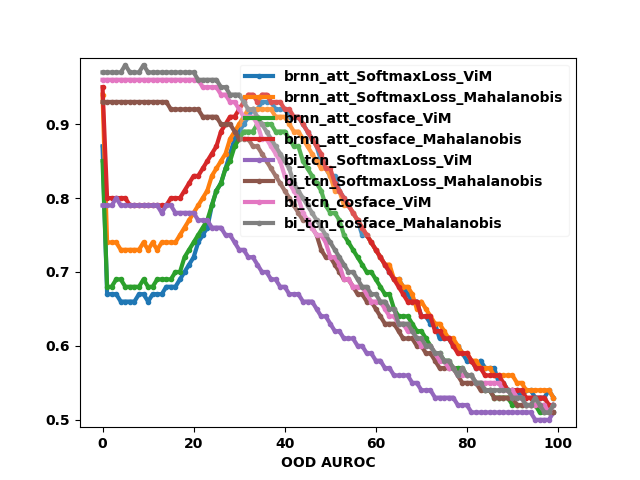 brnn_att_SoftmaxLoss_ViM
brnn_att_SoftmaxLoss_Mahalanobis
brnn_att_cosface_ViM
brnn_att_cosface_Mahalanobis
bi_tcn_SoftmaxLoss_ViM
bi_tcn_SoftmaxLoss_Mahalanobis
bi_tcn_cosface_ViM
bi_tcn_cosface_Mahalanobis
0.9
0.8
0.7
0.6
0.5
0 20 40 60 80 100
OOD AUROC